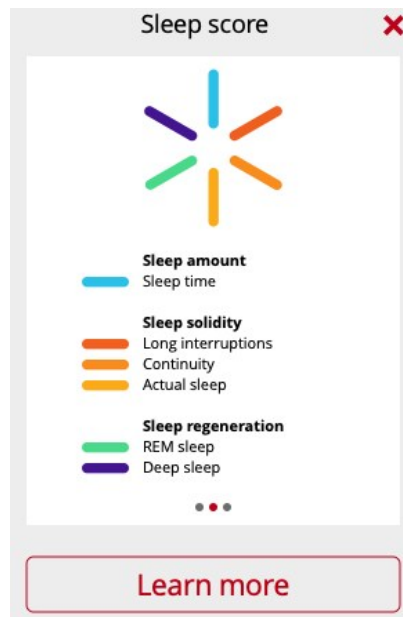 Sleep score
Sleep amount
Sleep time
Sleep solidity
Long interruptions
Continuity
Actual sleep
Sleep regeneration
REM sleep
Deep sleep
Learn more